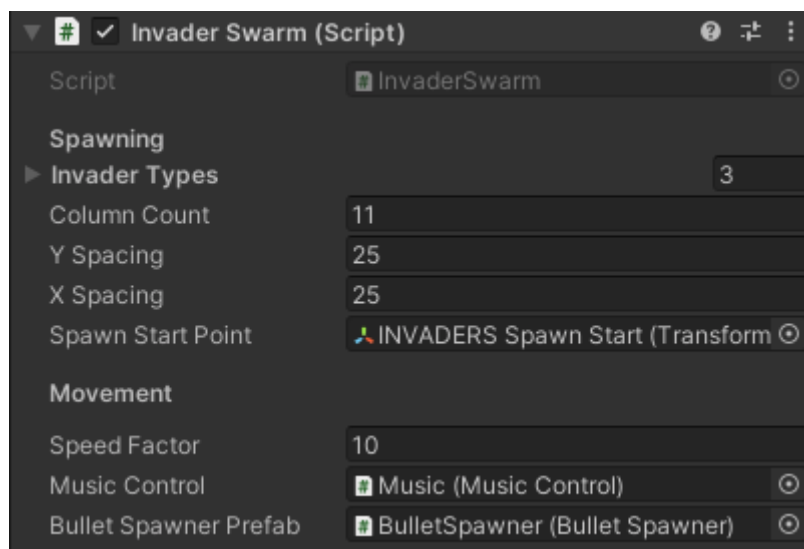 # Invader Swarm (Script)
Script # InvaderSwarm
Spawning
Invader Types 3
Column Count 11
Y Spacing 25
X Spacing 25
Spawn Start Point INVADERS Spawn Start (Transform
Movement
Speed Factor 10
Music Control # Music (Music Control)
Bullet Spawner Prefab # BulletSpawner (Bullet Spawner)